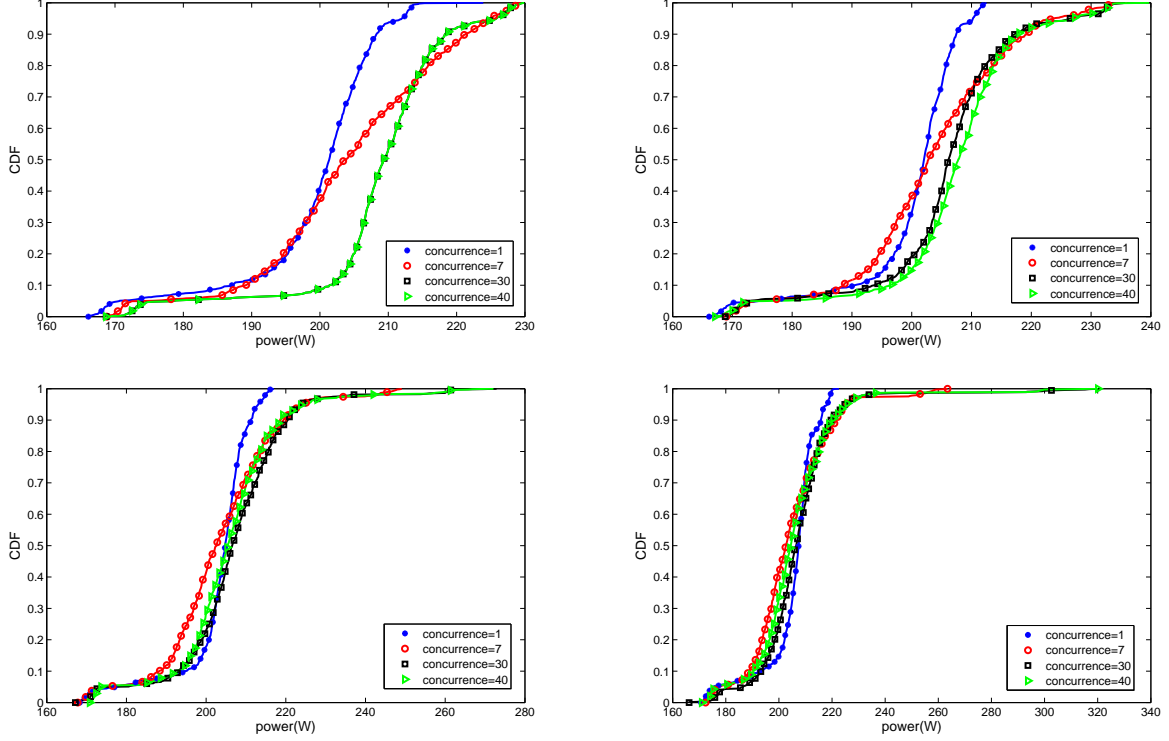 1
0.9
0.8
0.7
0.6
0.5
0.4
0.3
0.2
0.1
0
CDF
160 170 180 190 200 210 220 230
power(W)
concurrence=1
concurrence=7
concurrence=30
concurrence=40
1
0.9
0.8
0.7
0.6
0.5
0.4
0.3
0.2
0.1
0
CDF
160 170 180 190 200 210 220 230 240
power(W)
concurrence=1
concurrence=7
concurrence=30
concurrence=40
1
0.9
0.8
0.7
0.6
0.5
0.4
0.3
0.2
0.1
0
CDF
160 180 200 220 240 260 280
power(W)
concurrence=1
concurrence=7
concurrence=30
concurrence=40
1
0.9
0.8
0.7
0.6
0.5
0.4
0.3
0.2
0.1
0
CDF
160 180 200 220 240 260 280 300 320 340
power(W)
concurrence=1
concurrence=7
concurrence=30
concurrence=40